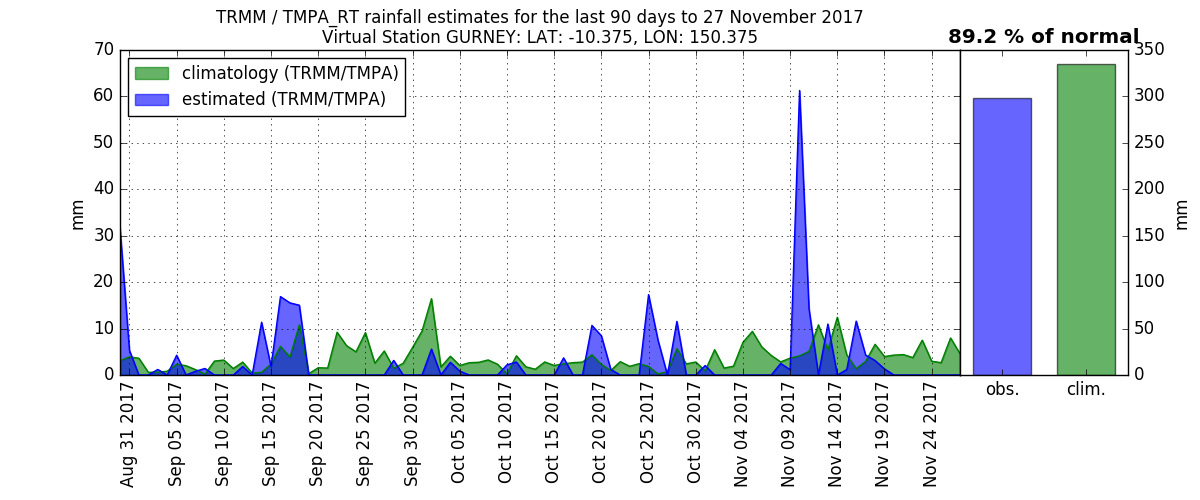 TRMM / TMPA_RT rainfall estimates for the last 90 days to 27 November 2017
Virtual Station GURNEY: LAT: -10.375, LON: 150.375
89.2 % of normal
climatology (TRMM/TMPA)
estimated (TRMM/TMPA)
70
60
50
40
30
20
10
0
mm
Aug 31 2017
Sep 05 2017
Sep 10 2017
Sep 15 2017
Sep 20 2017
Sep 25 2017
Sep 30 2017
Oct 05 2017
Oct 10 2017
Oct 15 2017
Oct 20 2017
Oct 25 2017
Oct 30 2017
Nov 04 2017
Nov 09 2017
Nov 14 2017
Nov 19 2017
Nov 24 2017
350
300
250
200
150
100
50
0
mm
obs.
clim.